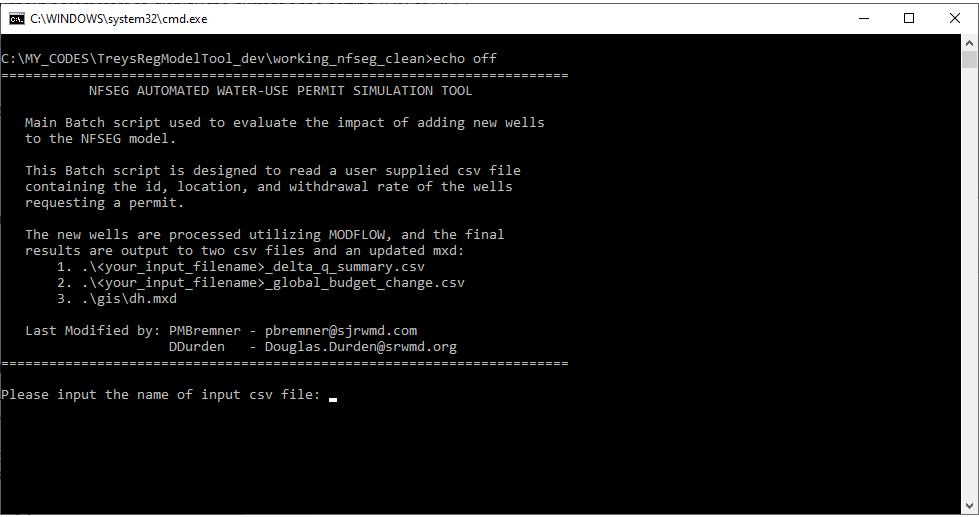 C:\WINDOWS\system32\cmd.exe
C:\MY_CODES\TreysRegModelTool_dev\working_nfseg_clean>echo off
=======================================================================
NFSEG AUTOMATED WATER-USE PERMIT SIMULATION TOOL
Main Batch script used to evaluate the impact of adding new wells
to the NFSEG model.
This Batch script is designed to read a user supplied csv file
containing the id, location, and withdrawal rate of the wells
requesting a permit.
The new wells are processed utilizing MODFLOW, and the final
results are output to two csv files and an updated mxd:
1. .\<your_input_filename>_delta_q_summary.csv
2. .\<your_input_filename>_global_budget_change.csv
3. .\gis\dh.mxd
Last Modified by: PMBremner - pbremner@sjrwmd.com
DDurden   - Douglas.Durden@srwmd.org
=======================================================================
Please input the name of input csv file: